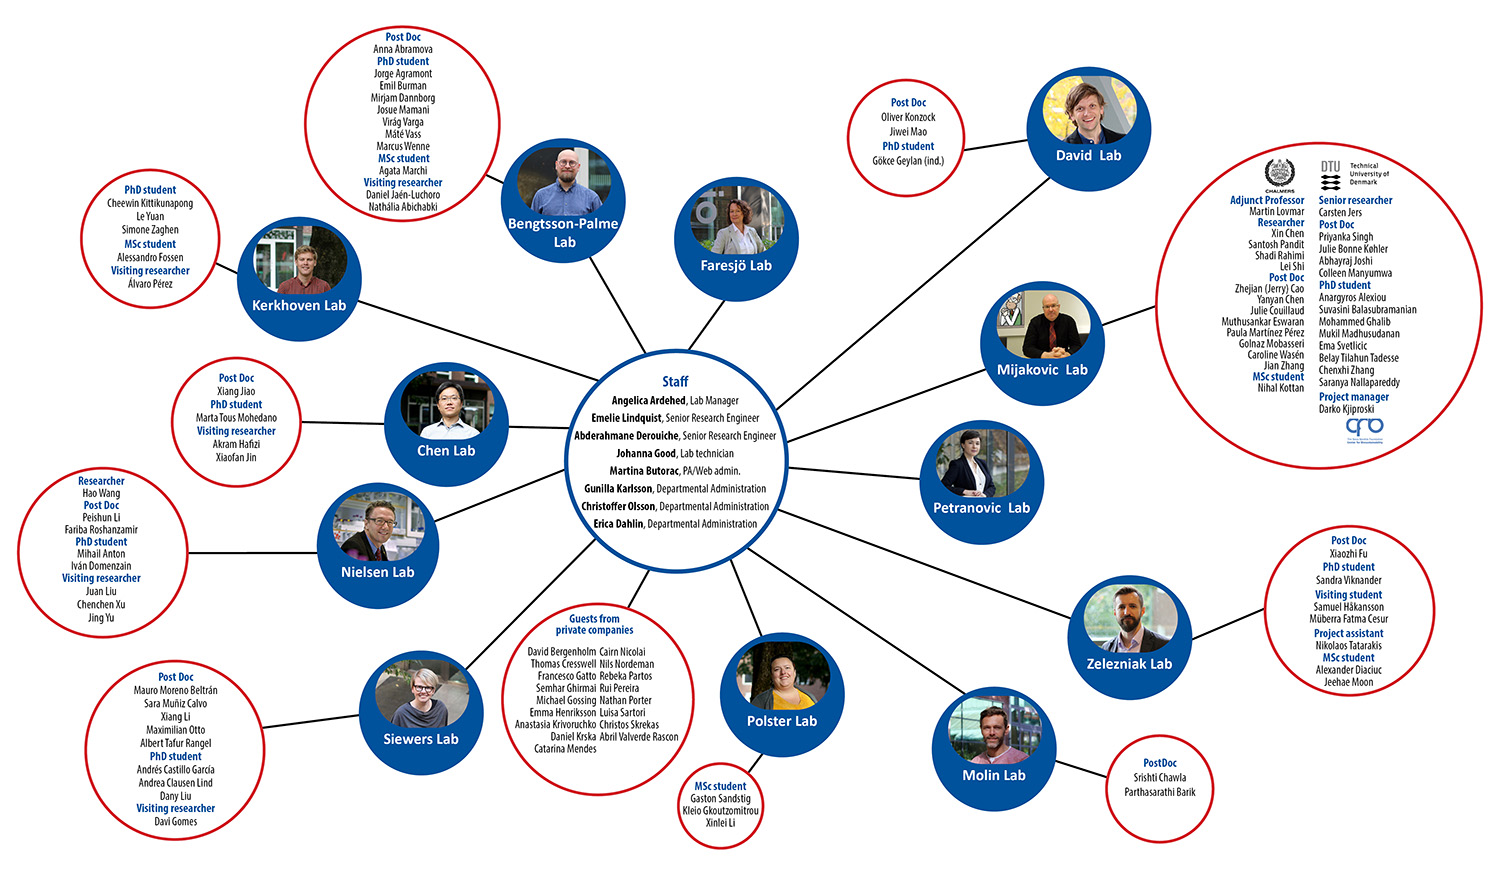 Post Doc
Anna Abramova
PhD student
Jorge Agramont
Emil Burman
Mirjam Dannborg
Josue Mamani
Virág Varga
Máté Vass
Marcus Wenne
MSc student
Agata Marchi
Visiting researcher
Daniel Jaén-Luchoro
Nathália Abichabki
Bengtsson-Palme
Lab
Faresjö Lab
Post Doc
Oliver Konzock
Jiwei Mao
PhD student
Gökce Geylan (ind.)
David Lab
PhD student
Cheewin Kittikunapong
Le Yuan
Simone Zaghen
MSc student
Alessandro Fossen
Visiting researcher
Álvaro Pérez
Kerkhoven Lab
CHALMERS
Adjunct Professor
Martin Lovmar
Researcher
Xin Chen
Santosh Pandit
Shadi Rahimi
Lei Shi
Post Doc
Zhejian (Jerry) Cao
Yanyan Chen
Julie Couillaud
Muthusankar Eswaran
Paula Martínez Pérez
Golnaz Mobasseri
Caroline Wasén
Jian Zhang
MSc student
Nihal Kottan
DTU
Technical
University of
Denmark
Senior researcher
Carsten Jers
Post Doc
Priyanka Singh
Julie Bonne Køhler
Abhayraj Joshi
Colleen Manyumwa
PhD student
Anargyros Alexiou
Suvasini Balasubramanian
Mohammed Ghalib
Mukil Madhusudanan
Ema Svetlicic
Belay Tilahun Tadesse
Chenxhi Zhang
Saranya Nallapareddy
Project manager
Darko Kjiproski
Mijakovic Lab
Post Doc
Xiang Jiao
PhD student
Marta Tous Mohedano
Visiting researcher
Akram Hafizi
Xiaofan Jin
Chen Lab
Staff
Angelica Ardehed, Lab Manager
Emelie Lindquist, Senior Research Engineer
Abderahmane Derouiche, Senior Research Engineer
Johanna Good, Lab technician
Martina Butorac, PA/Web admin.
Gunilla Karlsson, Departmental Administration
Christoffer Olsson, Departmental Administration
Erica Dahlin, Departmental Administration
Petranovic Lab
Researcher
Hao Wang
Post Doc
Peishun Li
Fariba Roshanzamir
PhD student
Mihail Anton
Iván Domenzain
Visiting researcher
Juan Liu
Chenchen Xu
Jing Yu
Nielsen Lab
Post Doc
Xiaozhi Fu
PhD student
Sandra Viknander
Visiting student
Samuel Håkansson
Müberra Fatma Cesur
Project assistant
Nikolaos Tatarakis
MSc student
Alexander Diaciuc
Jeehae Moon
Zelezniak Lab
Post Doc
Mauro Moreno Beltrán
Sara Muñiz Calvo
Xiang Li
Maximilian Otto
Albert Tafur Rangel
PhD student
Andrés Castillo García
Andrea Clausen Lind
Dany Liu
Visiting researcher
Davi Gomes
Siewers Lab
Guests from
private companies
David Bergenholm Cairn Nicolai
Thomas Cresswell Nils Nordeman
Francesco Gatto Rebeka Partos
Semhar Ghirmai Rui Pereira
Michael Gossing Nathan Porter
Emma Henriksson Luisa Sartori
Anastasia Krivoruchko Christos Skrekas
Daniel Krska Abril Valverde Rascon
Catarina Mendes
Polster Lab
MSc student
Gaston Sandstig
Kleio Gkoutzomitrou
Xinlei Li
Molin Lab
PostDoc
Srishti Chawla
Parthasarathi Barik